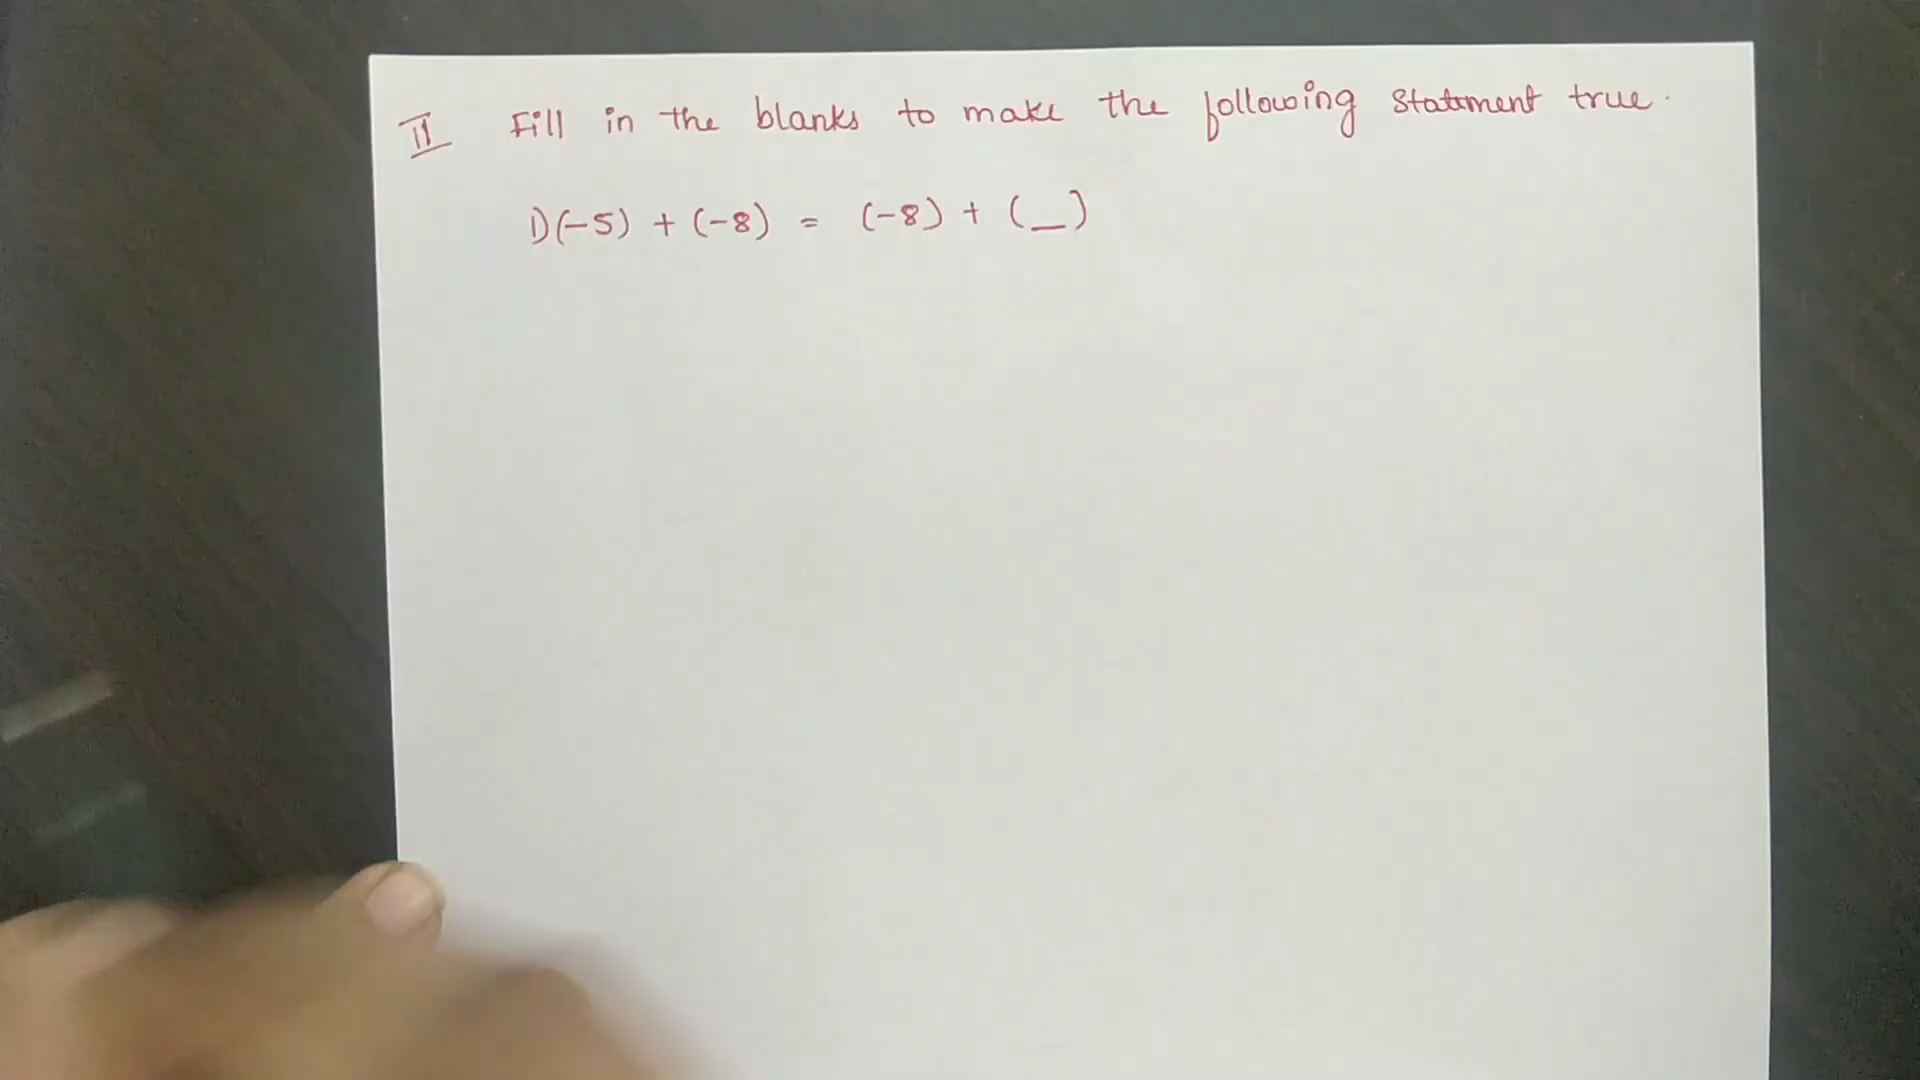 II Fill in the blanks to make the following statement true.
1) (-5) + (-8) = (-8) + (_)